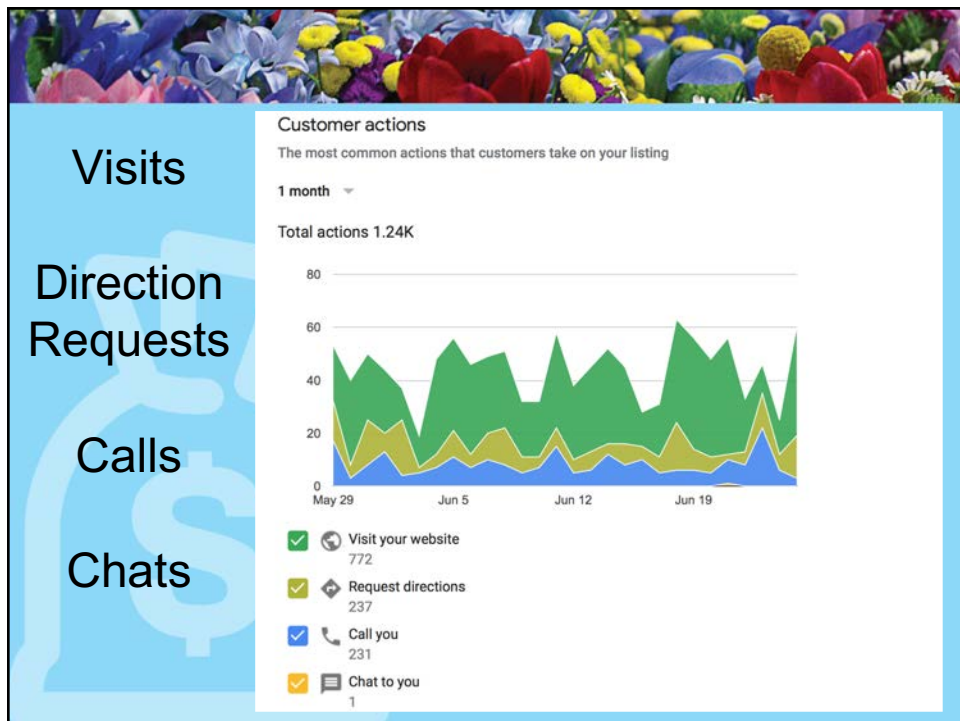 Visits
Direction
Requests
Calls
Chats
Customer actions
The most common actions that customers take on your listing
1 month
Total actions 1.24K
80
60
40
20
0
May 29
Jun 5
Jun 12
Jun 19
Visit your website
772
Request directions
237
Call you
231
Chat to you
1
$